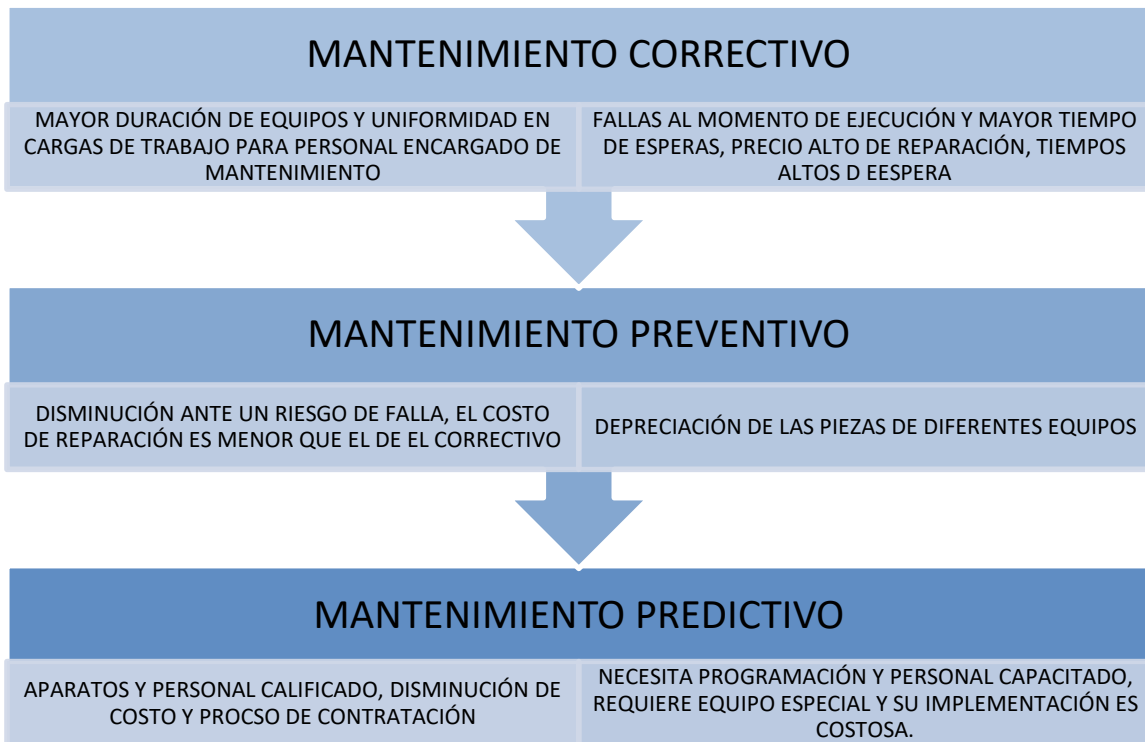 MANTENIMIENTO CORRECTIVO
MAYOR DURACIÓN DE EQUIPOS Y UNIFORMIDAD EN
CARGAS DE TRABAJO PARA PERSONAL ENCARGADO DE
MANTENIMIENTO
FALLAS AL MOMENTO DE EJECUCIÓN Y MAYOR TIEMPO
DE ESPERAS, PRECIO ALTO DE REPARACIÓN, TIEMPOS
ALTOS D EESPERA
MANTENIMIENTO PREVENTIVO
DISMINUCIÓN ANTE UN RIESGO DE FALLA, EL COSTO
DE REPARACIÓN ES MENOR QUE EL DE EL CORRECTIVO
DEPRECIACIÓN DE LAS PIEZAS DE DIFERENTES EQUIPOS
MANTENIMIENTO PREDICTIVO
APARATOS Y PERSONAL CALIFICADO, DISMINUCIÓN DE
COSTO Y PROCSO DE CONTRATACIÓN
NECESITA PROGRAMACIÓN Y PERSONAL CAPACITADO,
REQUIERE EQUIPO ESPECIAL Y SU IMPLEMENTACIÓN ES
COSTOSA.